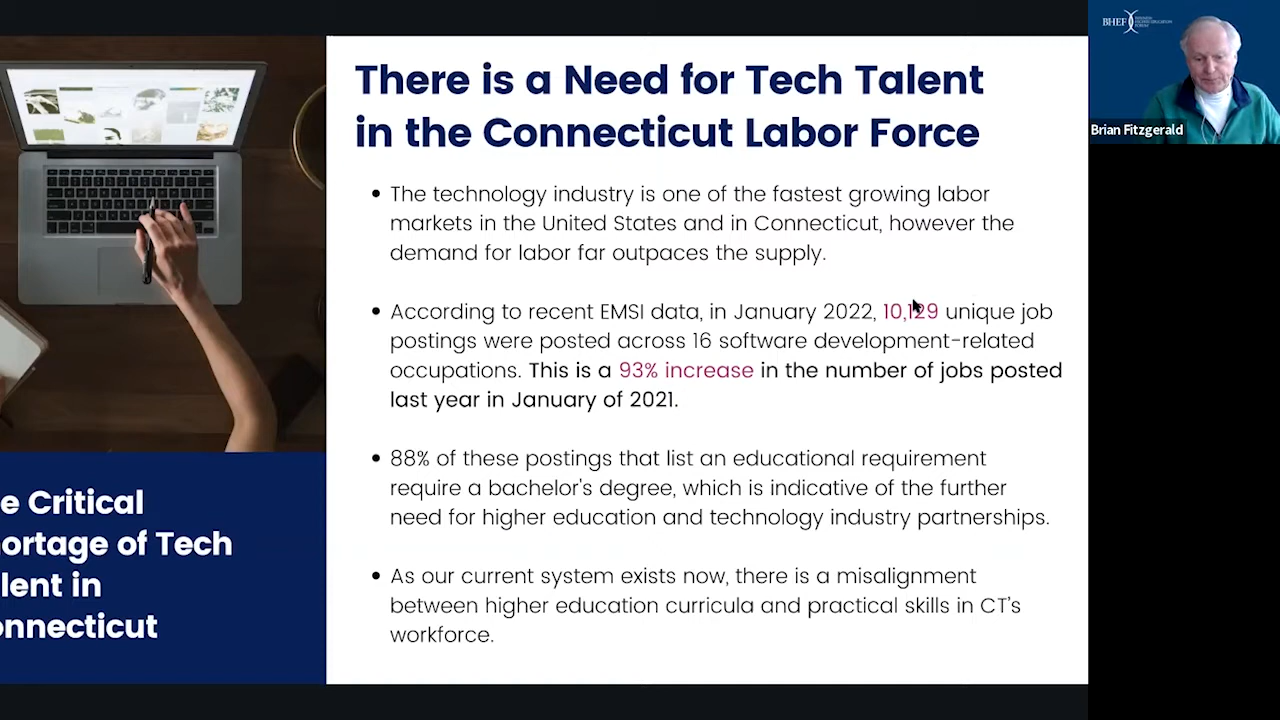 There is a Need for Tech Talent
in the Connecticut Labor Force
• The technology industry is one of the fastest growing labor
markets in the United States and in Connecticut, however the
demand for labor far outpaces the supply.
• According to recent EMSI data, in January 2022, 10,129 unique job
postings were posted across 16 software development-related
occupations. This is a 93% increase in the number of jobs posted
last year in January of 2021.
• 88% of these postings that list an educational requirement
require a bachelor's degree, which is indicative of the further
need for higher education and technology industry partnerships.
• As our current system exists now, there is a misalignment
between higher education curricula and practical skills in CT's
workforce.
e Critical
ortage of Tech
lent in
onnecticut
BHEF
Brian Fitzgerald